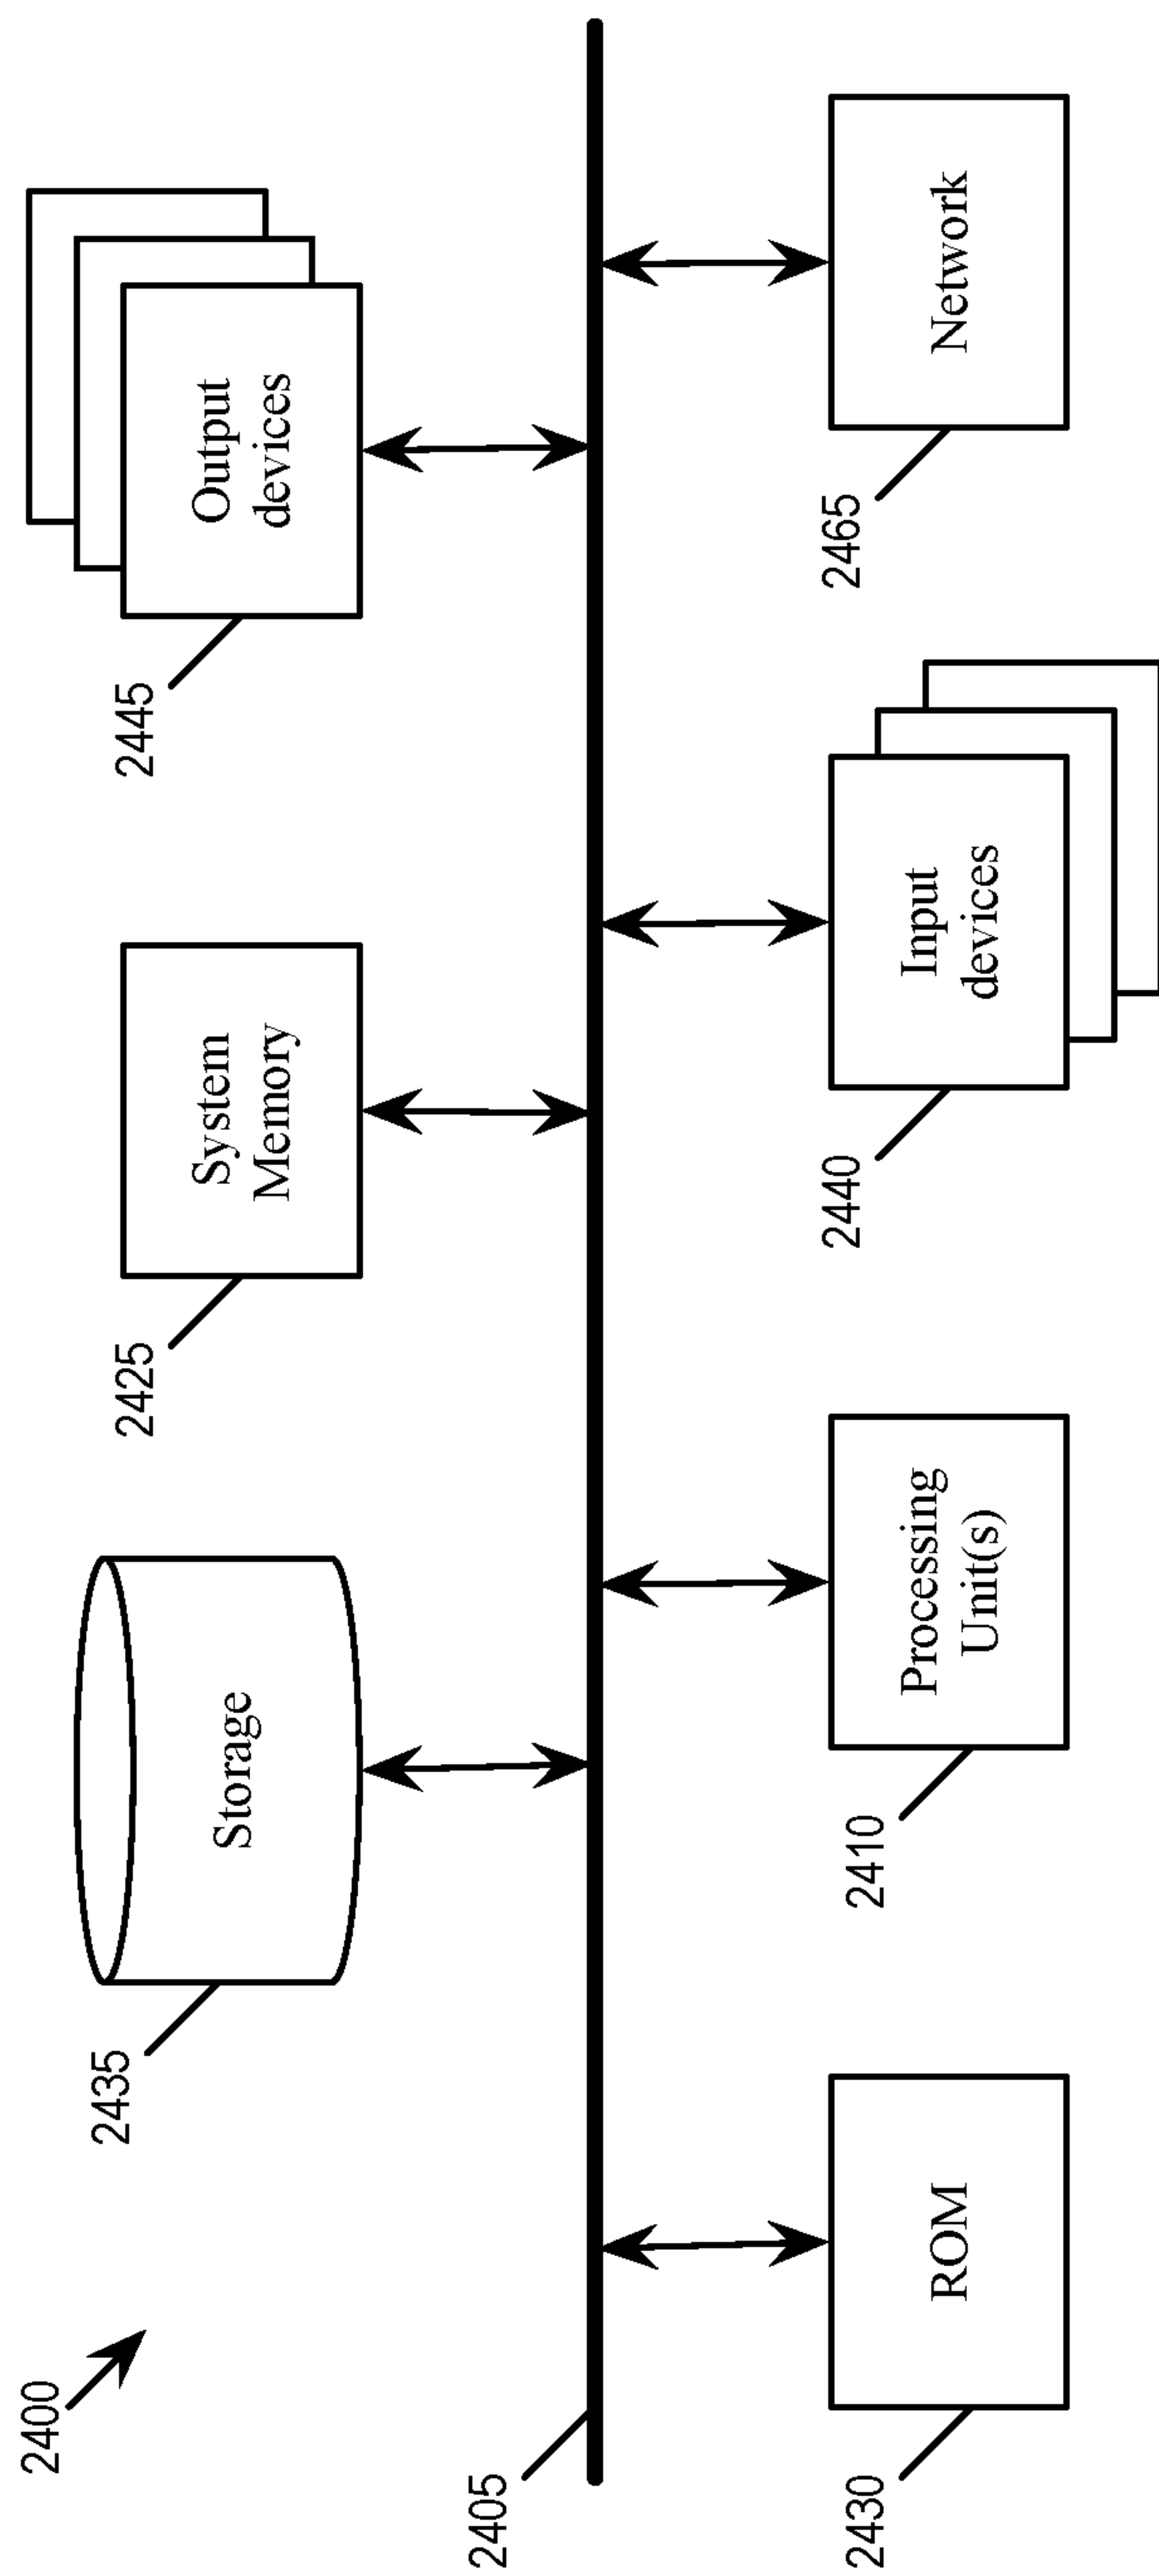 2400
2435
Storage
2425
System
Memory
2445
Output
devices
2405
2430
ROM
2410
Processing
Unit(s)
2440
Input
devices
2465
Network